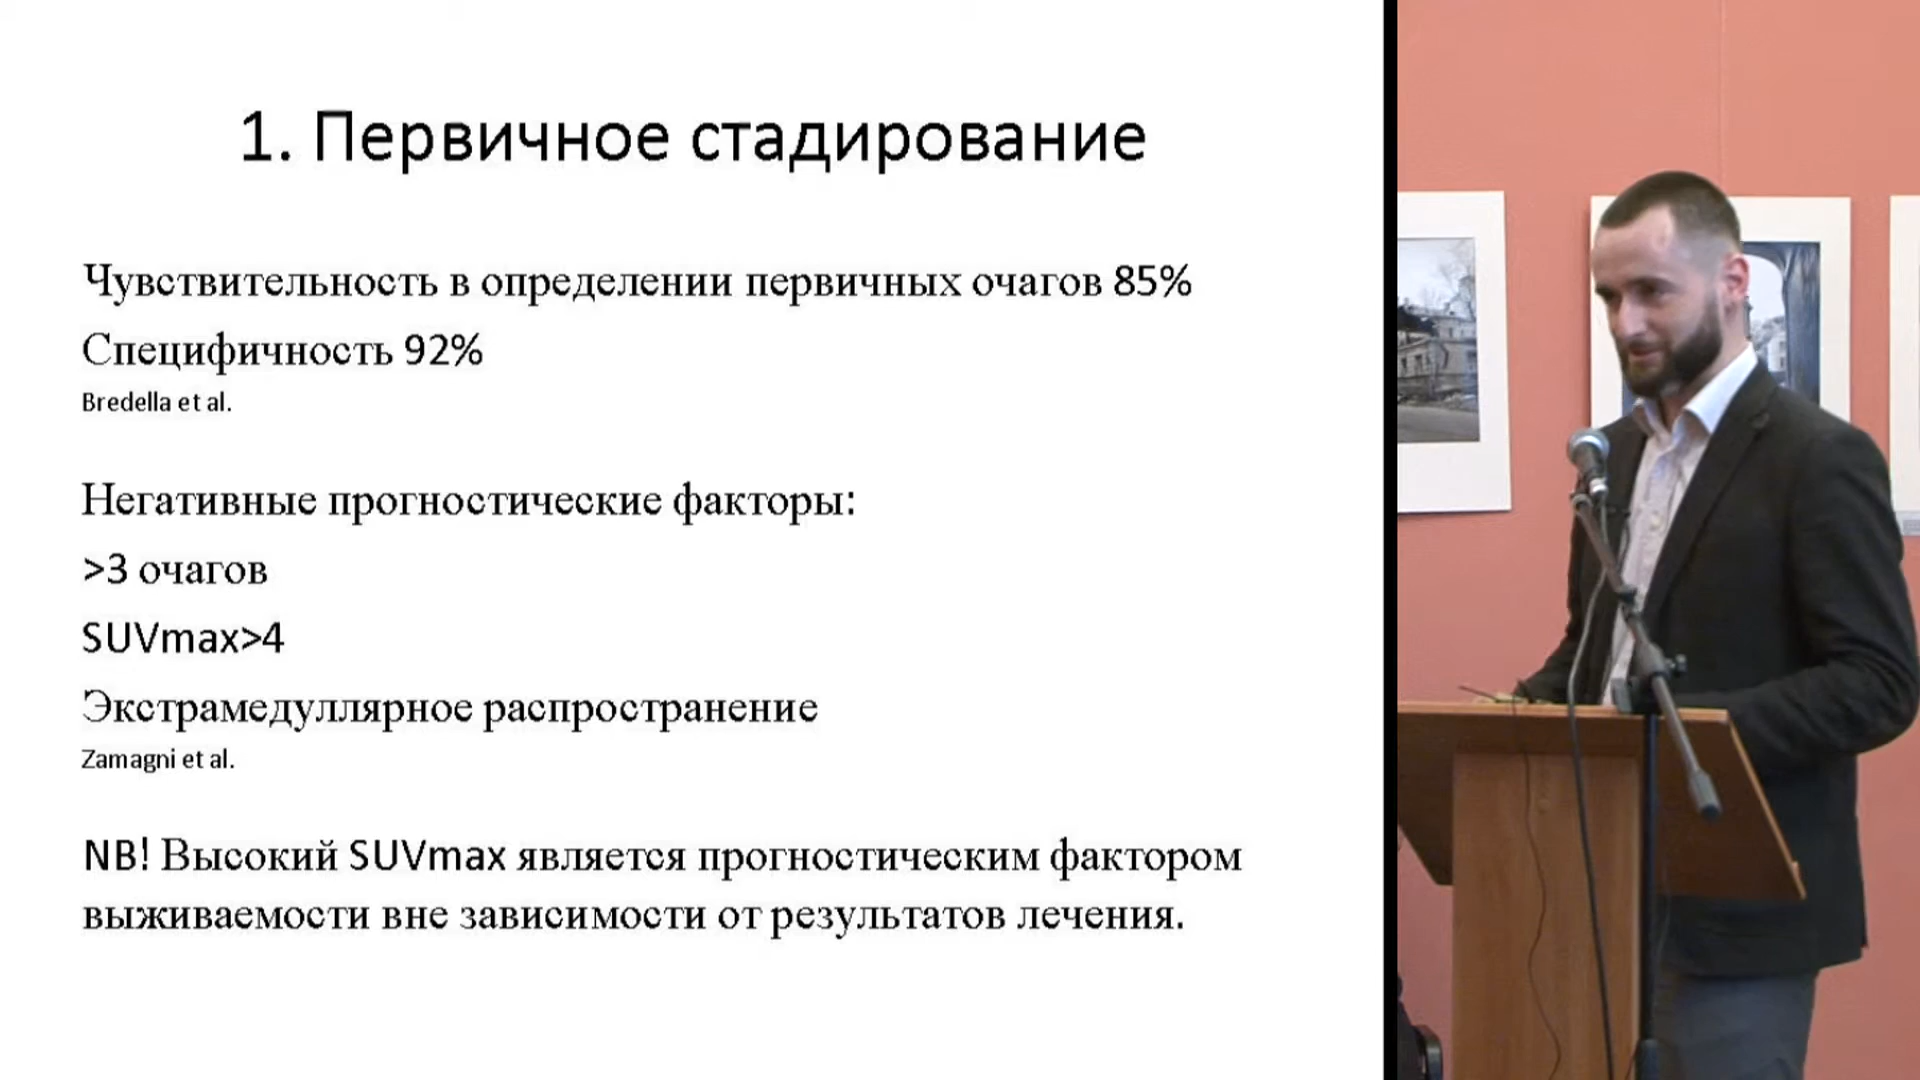 1. Первичное стадирование
Чувствительность в определении первичных очагов 85%
Специфичность 92%
Bredella et al.
Негативные прогностические факторы:
>3 очагов
SUVmax>4
Экстрамедуллярное распространение
Zamagni et al.
NB! Высокий SUVmax является прогностическим фактором
выживаемости вне зависимости от результатов лечения.